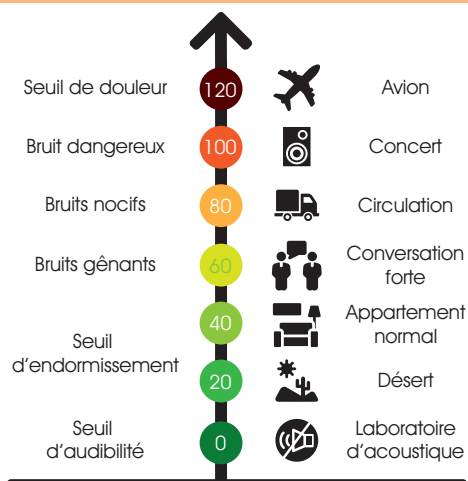 Seuil de douleur 120 Avion
Bruit dangereux 100 Concert
Bruits nocifs 80 Circulation
Bruits gênants 60 Conversation
forte
40 Appartement
normal
Seuil
d'endormissement
20 Désert
Seuil
d'audibilité
0 Laboratoire
d'acoustique